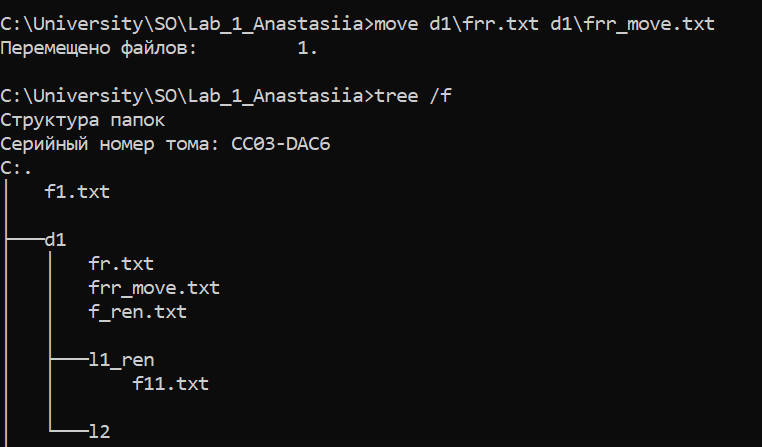 C:\University\SO\Lab_1_Anastasiia>move d1\frr.txt d1\frr_move.txt
Перемещено файлов:         1.
C:\University\SO\Lab_1_Anastasiia>tree /f
Структура папок
Серийный номер тома: CC03-DAC6
C:.
│   f1.txt
│
├───d1
│   │   fr.txt
│   │   frr_move.txt
│   │   f_ren.txt
│   │
│   ├───l1_ren
│   │       f11.txt
│   │
│   └───l2